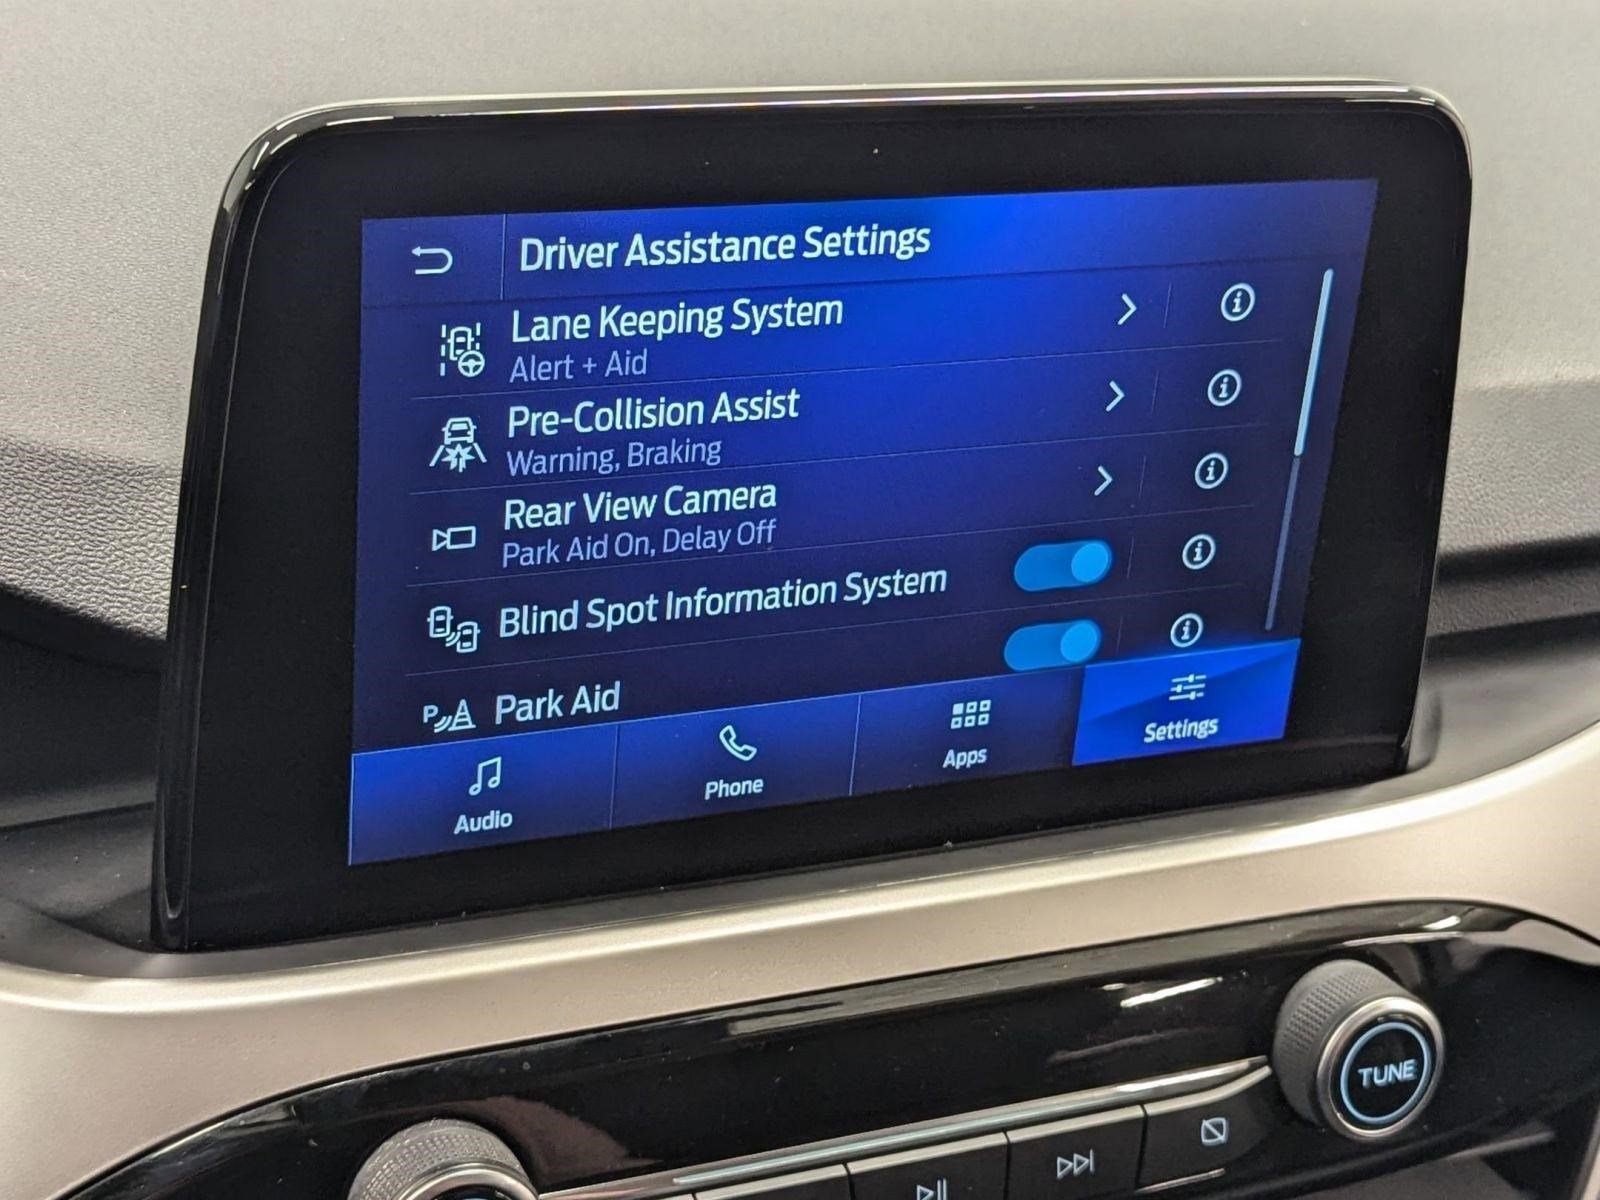 Driver Assistance Settings
Lane Keeping System
Alert + Aid
Pre-Collision Assist
Warning, Braking
Rear View Camera
Park Aid On, Delay Off
Blind Spot Information System
P
Park Aid
Audio
Phone
Apps
Settings
TUNE